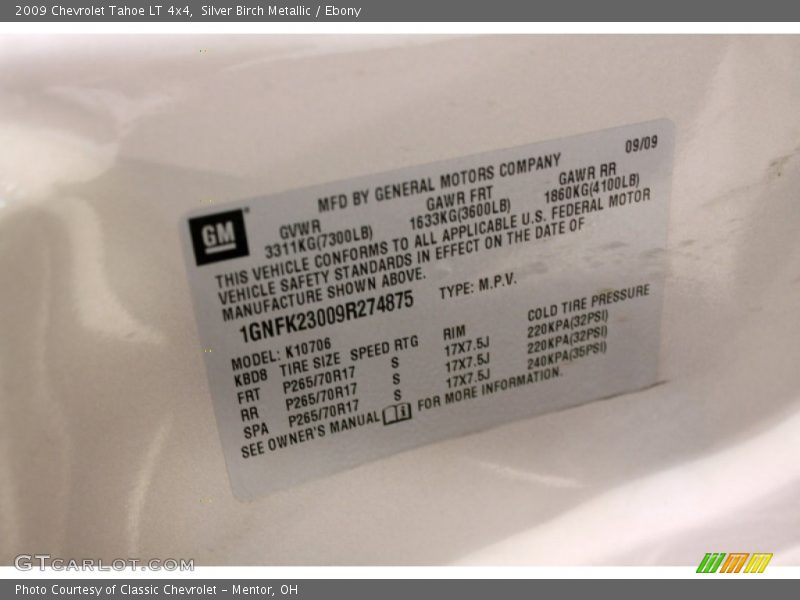 2009 Chevrolet Tahoe LT 4x4, Silver Birch Metallic / Ebony
09/09
MFD BY GENERAL MOTORS COMPANY
GM
GVWR GAWR FRT GAWR RR
3311KG(7300LB) 1633KG(3600LB) 1860KG(4100LB)
THIS VEHICLE CONFORMS TO ALL APPLICABLE U.S. FEDERAL MOTOR
VEHICLE SAFETY STANDARDS IN EFFECT ON THE DATE OF
MANUFACTURE SHOWN ABOVE.
1GNFK23009R274875 TYPE: M.P.V.
MODEL: K10706
KBD8 TIRE SIZE SPEED RTG RIM COLD TIRE PRESSURE
FRT P265/70R17 S 17X7.5J 220KPA(32PSI)
RR P265/70R17 S 17X7.5J 220KPA(32PSI)
SPA P265/70R17 S 17X7.5J 240KPA(35PSI)
SEE OWNER'S MANUAL FOR MORE INFORMATION.
GTcarlot.com
Photo Courtesy of Classic Chevrolet - Mentor, OH